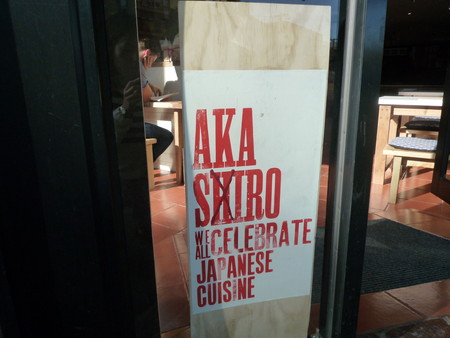 AKA
SHIRO
WE ALL CELEBRATE
JAPANESE
CUISINE